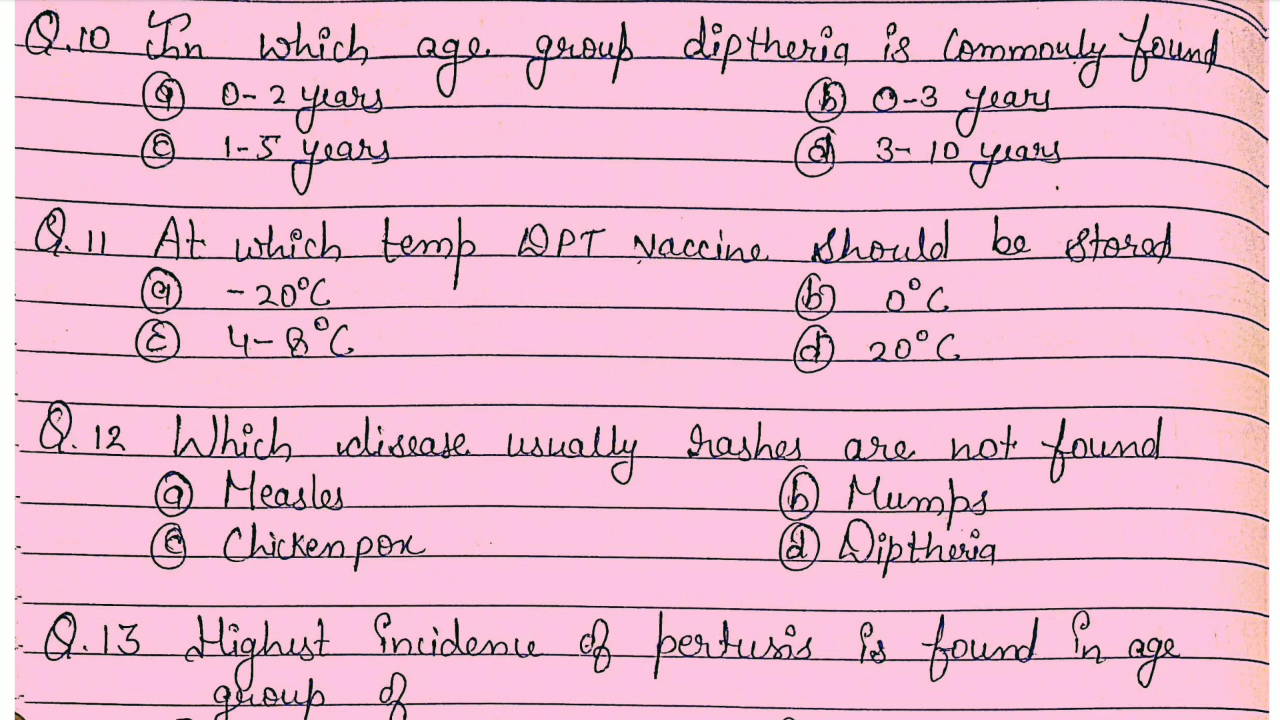 Q.10 In which age group diptheria is commonly found
ⓐ 0-2 years ⓑ 0-3 years
ⓒ 1-5 years ⓓ 3-10 years
Q.11 At which temp DPT vaccine should be stored
ⓐ -20°C ⓑ 0°C
ⓒ 4-8°C ⓓ 20°C
Q.12 Which disease usually rashes are not found
ⓐ Measles ⓑ Mumps
ⓒ Chickenpox ⓓ Diptheria
Q.13 Highest incidence of pertusis is found in age
group of